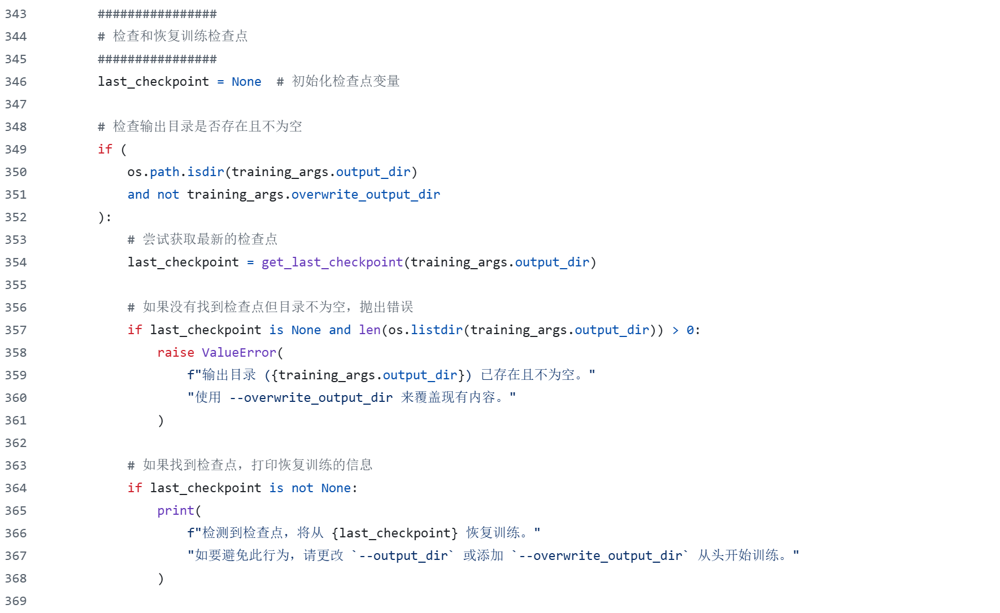 343 ################
344 # 检查和恢复训练检查点
345 ################
346 last_checkpoint = None  # 初始化检查点变量
347
348 # 检查输出目录是否存在且不为空
349 if (
350     os.path.isdir(training_args.output_dir)
351     and not training_args.overwrite_output_dir
352 ):
353     # 尝试获取最新的检查点
354     last_checkpoint = get_last_checkpoint(training_args.output_dir)
355
356     # 如果没有找到检查点但目录不为空，抛出错误
357     if last_checkpoint is None and len(os.listdir(training_args.output_dir)) > 0:
358         raise ValueError(
359             f"输出目录 ({training_args.output_dir}) 已存在且不为空。"
360             "使用 --overwrite_output_dir 来覆盖现有内容。"
361         )
362
363     # 如果找到检查点，打印恢复训练的信息
364     if last_checkpoint is not None:
365         print(
366             f"检测到检查点，将从 {last_checkpoint} 恢复训练。"
367             "如要避免此行为，请更改 `--output_dir` 或添加 `--overwrite_output_dir` 从头开始训练。"
368         )
369